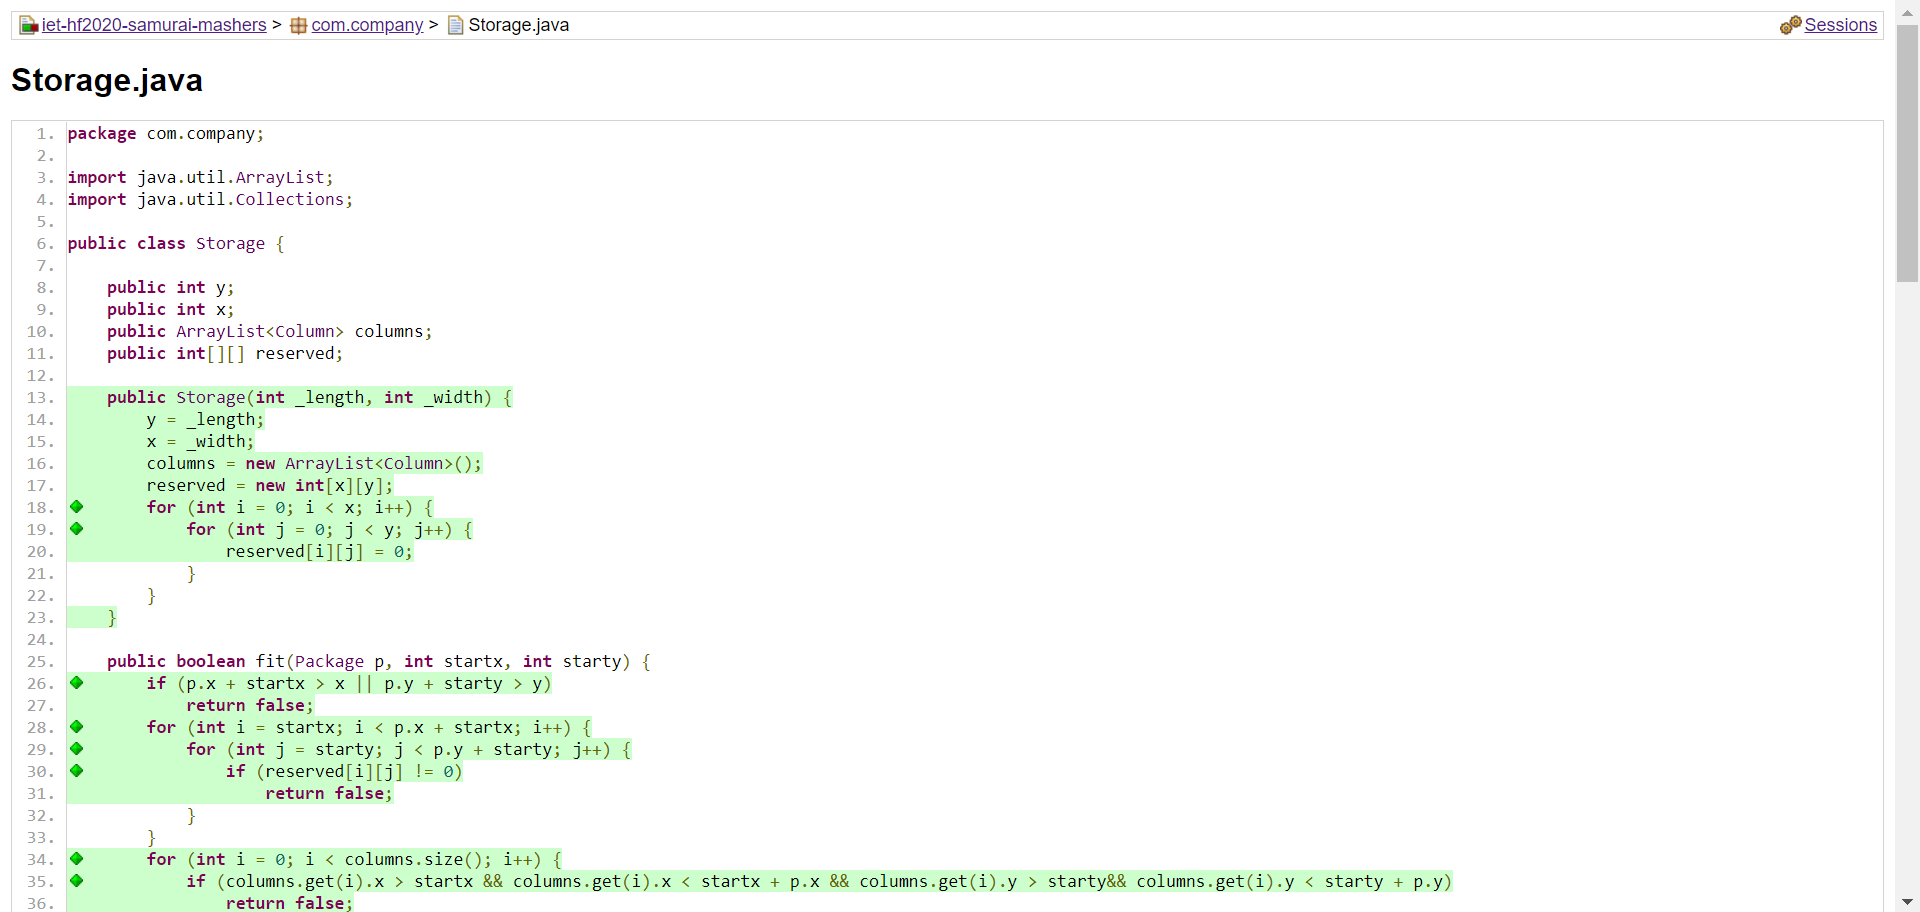 iet-hf2020-samurai-mashers > com.company > Storage.java Sessions
Storage.java
1. package com.company;
2.
3. import java.util.ArrayList;
4. import java.util.Collections;
5.
6. public class Storage {
7.
8.     public int y;
9.     public int x;
10.     public ArrayList<Column> columns;
11.     public int[][] reserved;
12.
13.     public Storage(int _length, int _width) {
14.         y = _length;
15.         x = _width;
16.         columns = new ArrayList<Column>();
17.         reserved = new int[x][y];
18.         for (int i = 0; i < x; i++) {
19.             for (int j = 0; j < y; j++) {
20.                 reserved[i][j] = 0;
21.             }
22.         }
23.     }
24.
25.     public boolean fit(Package p, int startx, int starty) {
26.         if (p.x + startx > x || p.y + starty > y)
27.             return false;
28.         for (int i = startx; i < p.x + startx; i++) {
29.             for (int j = starty; j < p.y + starty; j++) {
30.                 if (reserved[i][j] != 0)
31.                     return false;
32.             }
33.         }
34.         for (int i = 0; i < columns.size(); i++) {
35.             if (columns.get(i).x > startx && columns.get(i).x < startx + p.x && columns.get(i).y > starty&& columns.get(i).y < starty + p.y)
36.                 return false;